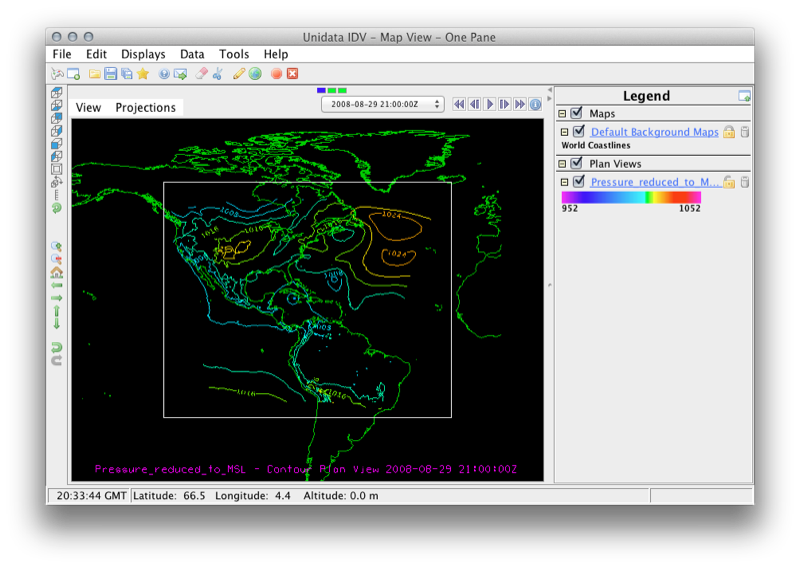 Unidata IDV – Map View – One Pane
File Edit Displays Data Tools Help
View Projections
2008-08-29 21:00:00Z
Legend
Maps
Default Background Maps
World Coastlines
Plan Views
Pressure_reduced_to_M...
952 1052
1008
1024
1016
1016
1024
1016
Pressure_reduced_to_MSL - Contour Plan View 2008-08-29 21:00:00Z
20:33:44 GMT Latitude: 66.5 Longitude: 4.4 Altitude: 0.0 m